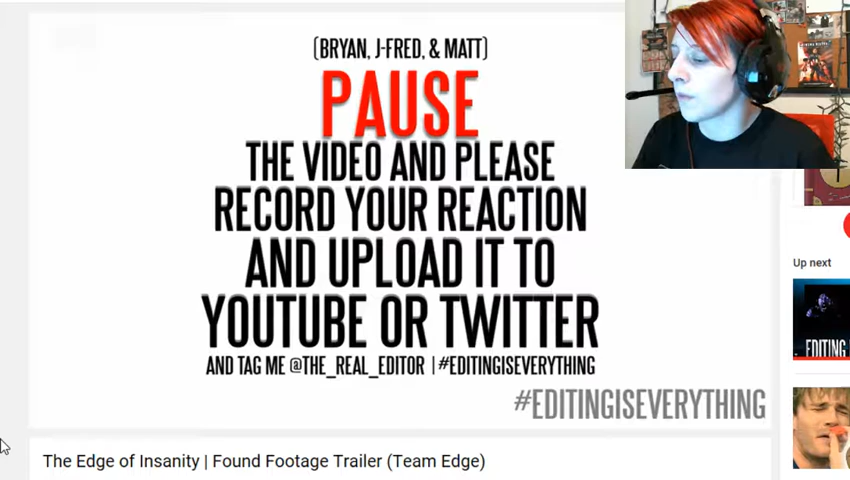 (BRYAN, J-FRED, & MATT)
PAUSE
THE VIDEO AND PLEASE
RECORD YOUR REACTION
AND UPLOAD IT TO
YOUTUBE OR TWITTER
AND TAG ME @THE_REAL_EDITOR | #EDITINGISEVERYTHING
#EDITINGISEVERYTHING
Up next
EDITING
The Edge of Insanity | Found Footage Trailer (Team Edge)